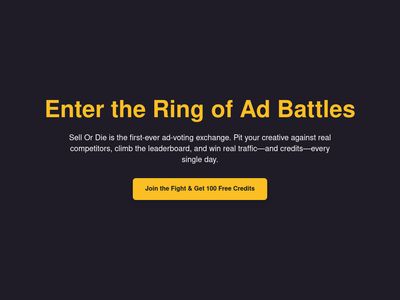 Enter the Ring of Ad Battles
Sell Or Die is the first-ever ad-voting exchange. Pit your creative against real
competitors, climb the leaderboard, and win real traffic—and credits—every
single day.
Join the Fight & Get 100 Free Credits